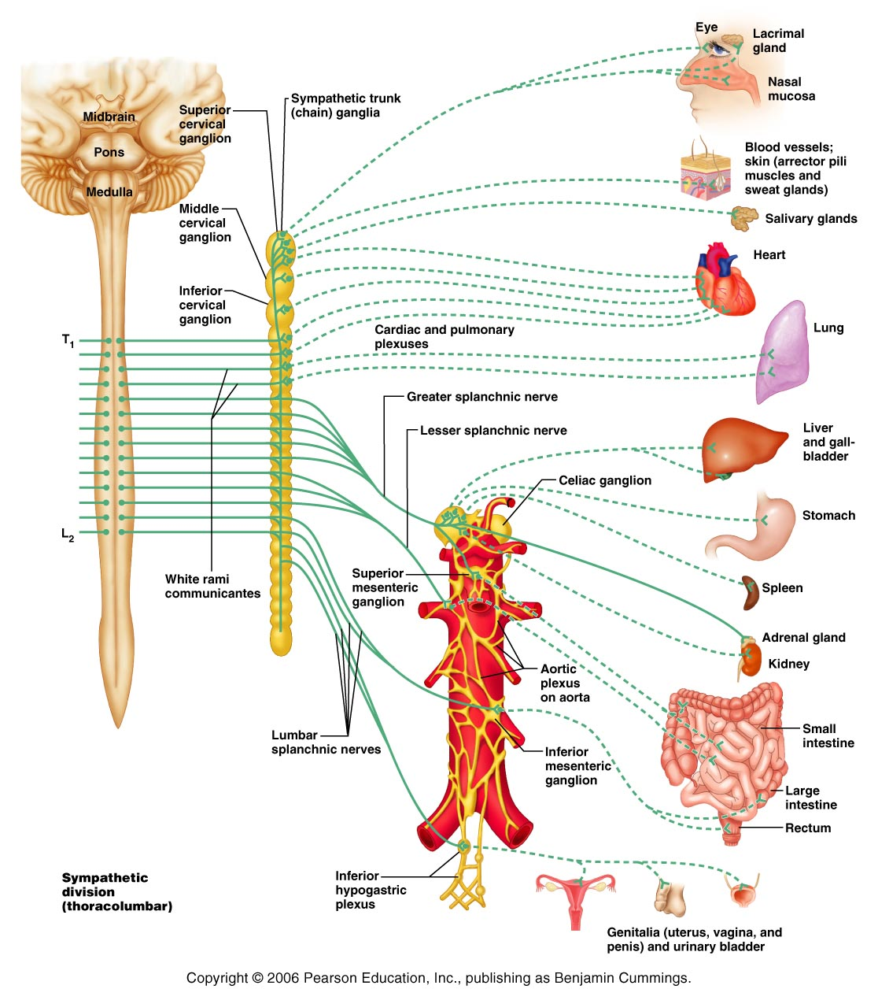 Eye
Lacrimal
gland
Nasal
mucosa
Sympathetic trunk
(chain) ganglia
Superior
cervical
ganglion
Midbrain
Pons
Medulla
Blood vessels;
skin (arrector pili
muscles and
sweat glands)
Middle
cervical
ganglion
Salivary glands
Heart
Inferior
cervical
ganglion
Cardiac and pulmonary
plexuses
Lung
T1
Greater splanchnic nerve
Lesser splanchnic nerve
Liver
and gall-
bladder
Celiac ganglion
Stomach
L2
White rami
communicantes
Superior
mesenteric
ganglion
Spleen
Adrenal gland
Kidney
Aortic
plexus
on aorta
Lumbar
splanchnic nerves
Small
intestine
Inferior
mesenteric
ganglion
Large
intestine
Rectum
Sympathetic
division
(thoracolumbar)
Inferior
hypogastric
plexus
Genitalia (uterus, vagina, and
penis) and urinary bladder
Copyright © 2006 Pearson Education, Inc., publishing as Benjamin Cummings.